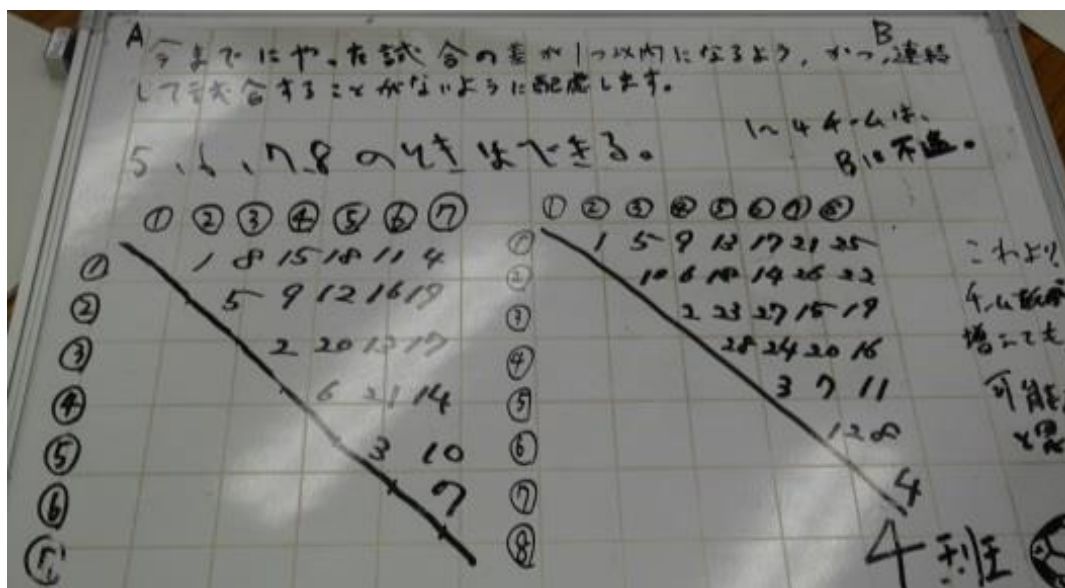 A B
今までにやった試合の差が1つ以内になるよう、かつ、連続
して試合することがないように配慮します。
1~4チームは、
Bは不適。
5、6、7、8のときはできる。
① ② ③ ④ ⑤ ⑥ ⑦
① 1 8 15 18 11 4
② 5 9 12 16 19
③ 2 20 13 17
④ 6 21 14
⑤ 3 10
⑥ 7
① ② ③ ④ ⑤ ⑥ ⑦ ⑧
① 1 5 9 13 17 21 25
② 10 6 18 14 26 22
③ 2 23 27 15 19
④ 28 24 20 16
⑤ 3 7 11
⑥ 12 8
⑦ 4
⑧
これより
チーム
増えても
可能
と
4班